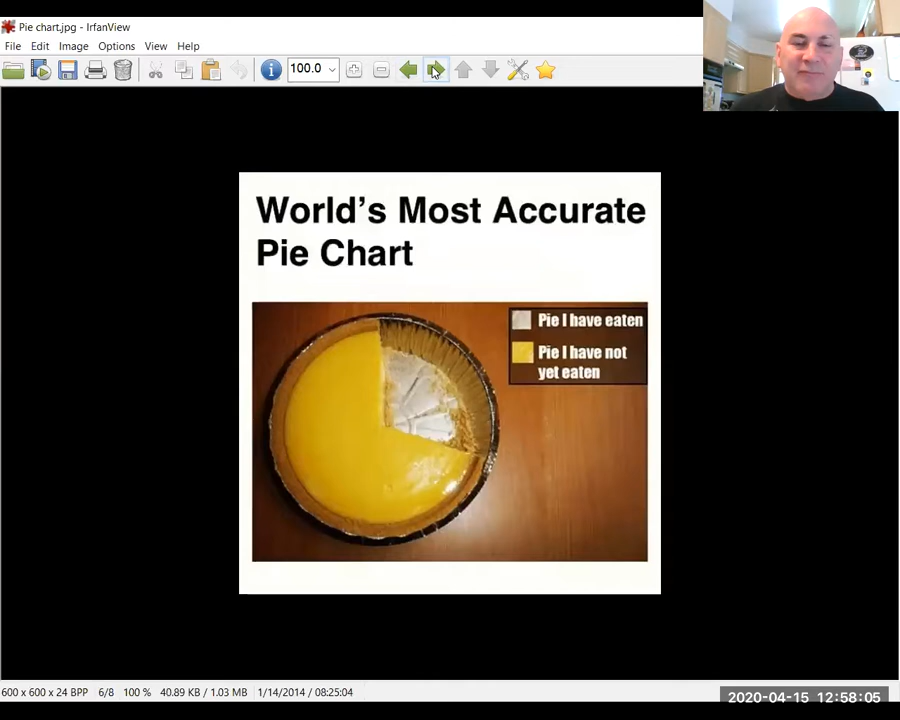 Pie chart.jpg - IrfanView
File Edit Image Options View Help
100.0
World's Most Accurate
Pie Chart
Pie I have eaten
Pie I have not
yet eaten
600 x 600 x 24 BPP 6/8 100 % 40.89 KB / 1.03 MB 1/14/2014 / 08:25:04
2020-04-15 12:58:05